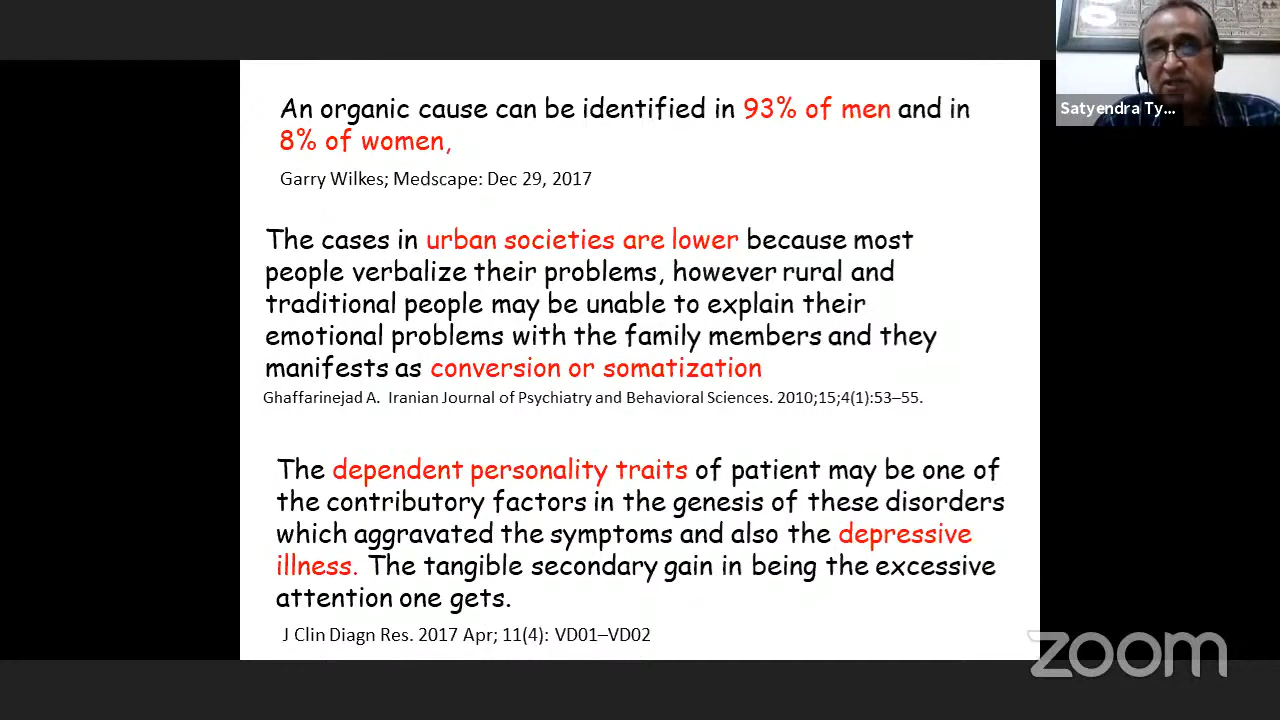 An organic cause can be identified in 93% of men and in
8% of women,
Garry Wilkes; Medscape: Dec 29, 2017
The cases in urban societies are lower because most
people verbalize their problems, however rural and
traditional people may be unable to explain their
emotional problems with the family members and they
manifests as conversion or somatization
Ghaffarinejad A. Iranian Journal of Psychiatry and Behavioral Sciences. 2010;15;4(1):53–55.
The dependent personality traits of patient may be one of
the contributory factors in the genesis of these disorders
which aggravated the symptoms and also the depressive
illness. The tangible secondary gain in being the excessive
attention one gets.
J Clin Diagn Res. 2017 Apr; 11(4): VD01–VD02
Satyendra Ty...
zoom